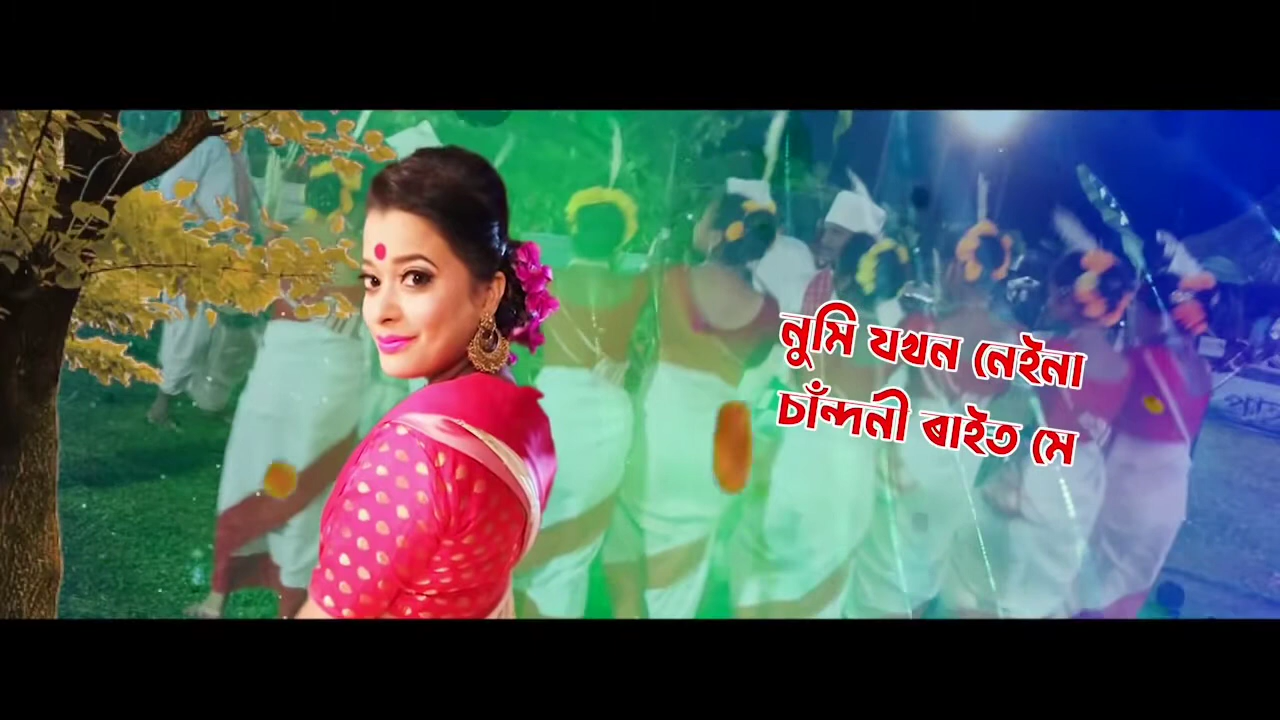 নুমি যখন নেইনা
চাঁন্দনী ৰাইত মে